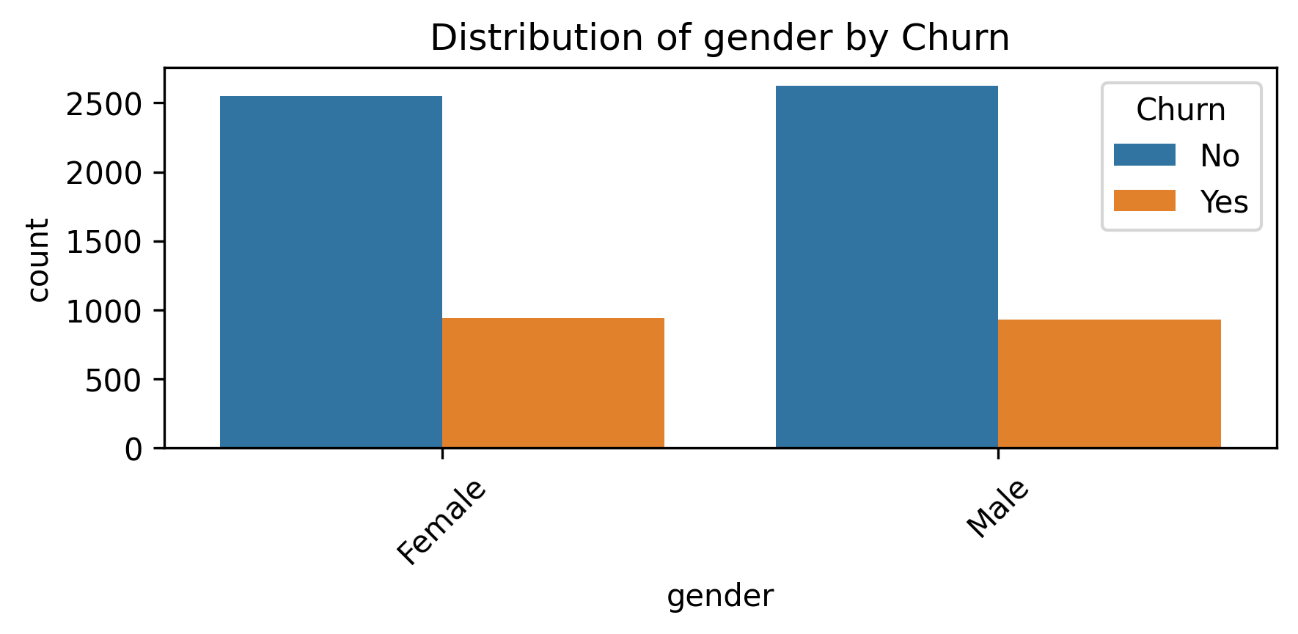 Distribution of gender by Churn
count
2500
2000
1500
1000
500
0
Churn
No
Yes
Female
Male
gender